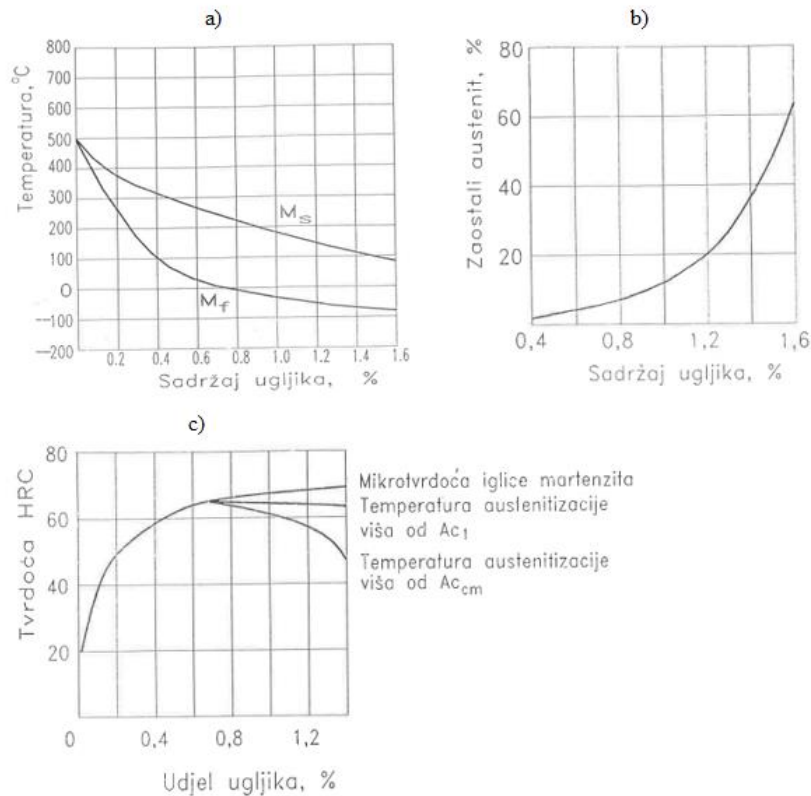 a)
Temperatura,°C
800
700
600
500
400
300
200
100
0
-100
-200
0.2
0.4
0.6
0.8
1.0
1.2
1.4
1.6
Ms
Mf
Sadržaj ugljika, %
b)
Zaostali austenit, %
80
60
40
20
0,4
0,8
1,2
1,6
Sadržaj ugljika, %
c)
Tvrdoća HRC
80
60
40
20
0
0,4
0,8
1,2
Udjel ugljika, %
Mikrotvrdoća iglice martenzita
Temperatura austenitizacije
viša od Ac1
Temperatura austenitizacije
viša od Accm